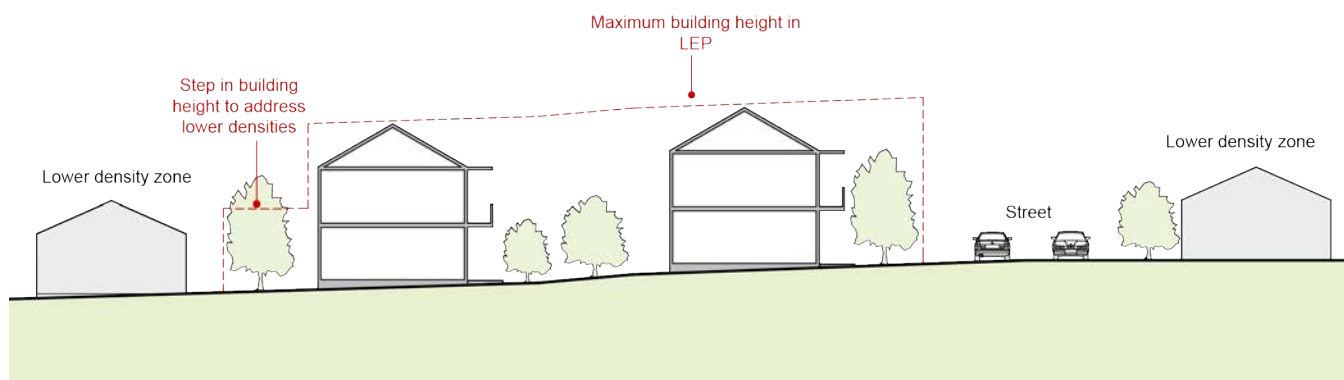 Maximum building height in
LEP
Step in building
height to address
lower densities
Lower density zone
Lower density zone
Street